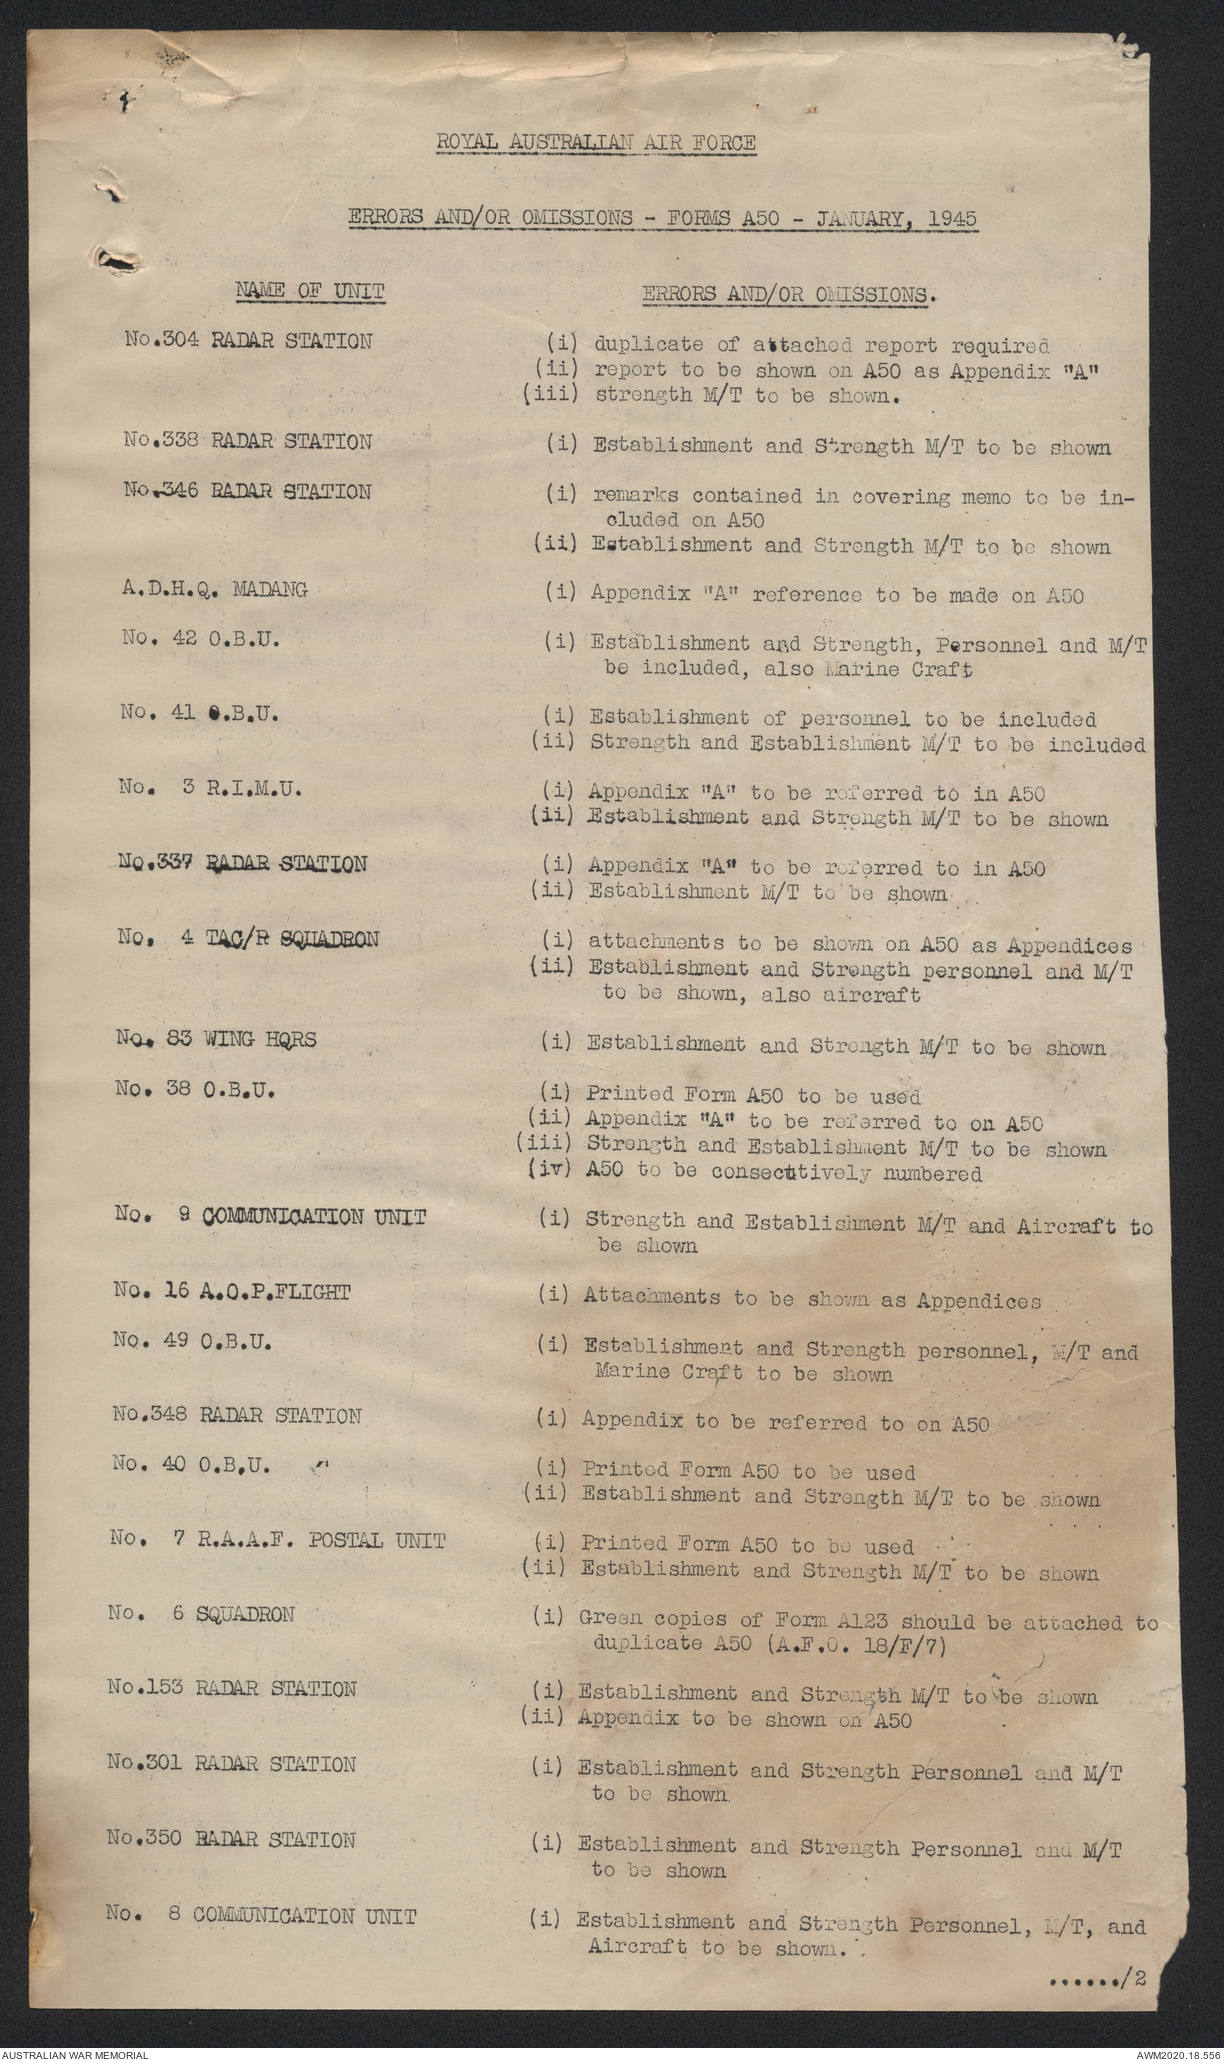 ROYAL AUSTRALIAN AIR FORCE
ERRORS AND/OR OMISSIONS - FORMS A50 - JANUARY, 1945
NAME OF UNIT ERRORS AND/OR OMISSIONS.
No.304 RADAR STATION (i) duplicate of attached report required
(ii) report to be shown on A50 as Appendix "A"
(iii) strength M/T to be shown.
No.338 RADAR STATION (i) Establishment and Strength M/T to be shown
No.346 RADAR STATION (i) remarks contained in covering memo to be in-
cluded on A50
(ii) Establishment and Strength M/T to be shown
A.D.H.Q. MADANG (i) Appendix "A" reference to be made on A50
No. 42 O.B.U. (i) Establishment and Strength, Personnel and M/T
be included, also Marine Craft
No. 41 O.B.U. (i) Establishment of personnel to be included
(ii) Strength and Establishment M/T to be included
No. 3 R.I.M.U. (i) Appendix "A" to be referred to in A50
(ii) Establishment and Strength M/T to be shown
No.337 RADAR STATION (i) Appendix "A" to be referred to in A50
(ii) Establishment M/T to be shown
No. 4 TAC/R SQUADRON (i) attachments to be shown on A50 as Appendices
(ii) Establishment and Strength personnel and M/T
to be shown, also aircraft
No. 83 WING HQRS (i) Establishment and Strength M/T to be shown
No. 38 O.B.U. (i) Printed Form A50 to be used
(ii) Appendix "A" to be referred to on A50
(iii) Strength and Establishment M/T to be shown
(iv) A50 to be consecutively numbered
No. 9 COMMUNICATION UNIT (i) Strength and Establishment M/T and Aircraft to
be shown
No. 16 A.O.P.FLIGHT (i) Attachments to be shown as Appendices
No. 49 O.B.U. (i) Establishment and Strength personnel, M/T and
Marine Craft to be shown
No.348 RADAR STATION (i) Appendix to be referred to on A50
No. 40 O.B.U. (i) Printed Form A50 to be used
(ii) Establishment and Strength M/T to be shown
No. 7 R.A.A.F. POSTAL UNIT (i) Printed Form A50 to be used
(ii) Establishment and Strength M/T to be shown
No. 6 SQUADRON (i) Green copies of Form A123 should be attached to
duplicate A50 (A.F.O. 18/F/7)
No.153 RADAR STATION (i) Establishment and Strength M/T to be shown
(ii) Appendix to be shown on A50
No.301 RADAR STATION (i) Establishment and Strength Personnel and M/T
to be shown
No.350 RADAR STATION (i) Establishment and Strength Personnel and M/T
to be shown
No. 8 COMMUNICATION UNIT (i) Establishment and Strength Personnel, M/T, and
Aircraft to be shown.
....../2
AUSTRALIAN WAR MEMORIAL AWM2020.18.556